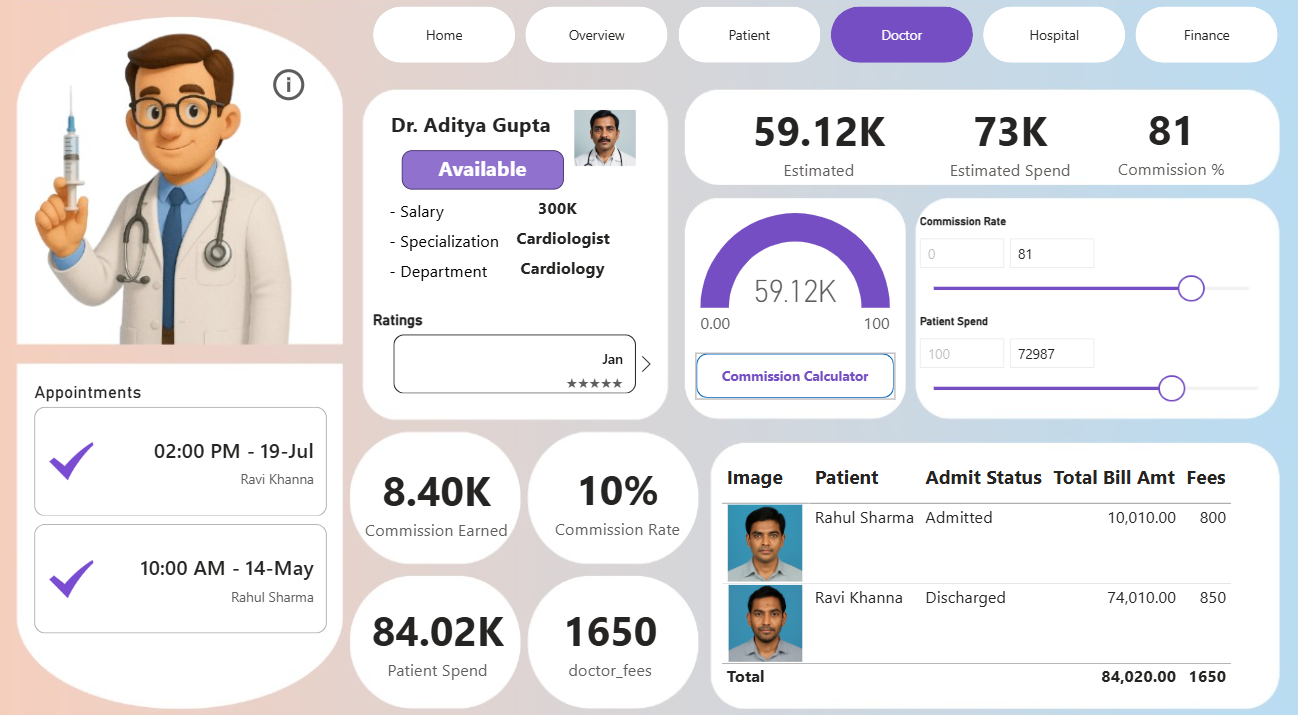 Home
Overview
Patient
Doctor
Hospital
Finance
i
Dr. Aditya Gupta
Available
- Salary
300K
- Specialization
Cardiologist
- Department
Cardiology
Ratings
Jan
★★★★★
59.12K
Estimated
73K
Estimated Spend
81
Commission %
59.12K
0.00
100
Commission Calculator
Commission Rate
0
81
Patient Spend
100
72987
Appointments
02:00 PM - 19-Jul
Ravi Khanna
10:00 AM - 14-May
Rahul Sharma
8.40K
Commission Earned
10%
Commission Rate
84.02K
Patient Spend
1650
doctor_fees
Image Patient Admit Status Total Bill Amt Fees
Rahul Sharma Admitted 10,010.00 800
Ravi Khanna Discharged 74,010.00 850
Total 84,020.00 1650